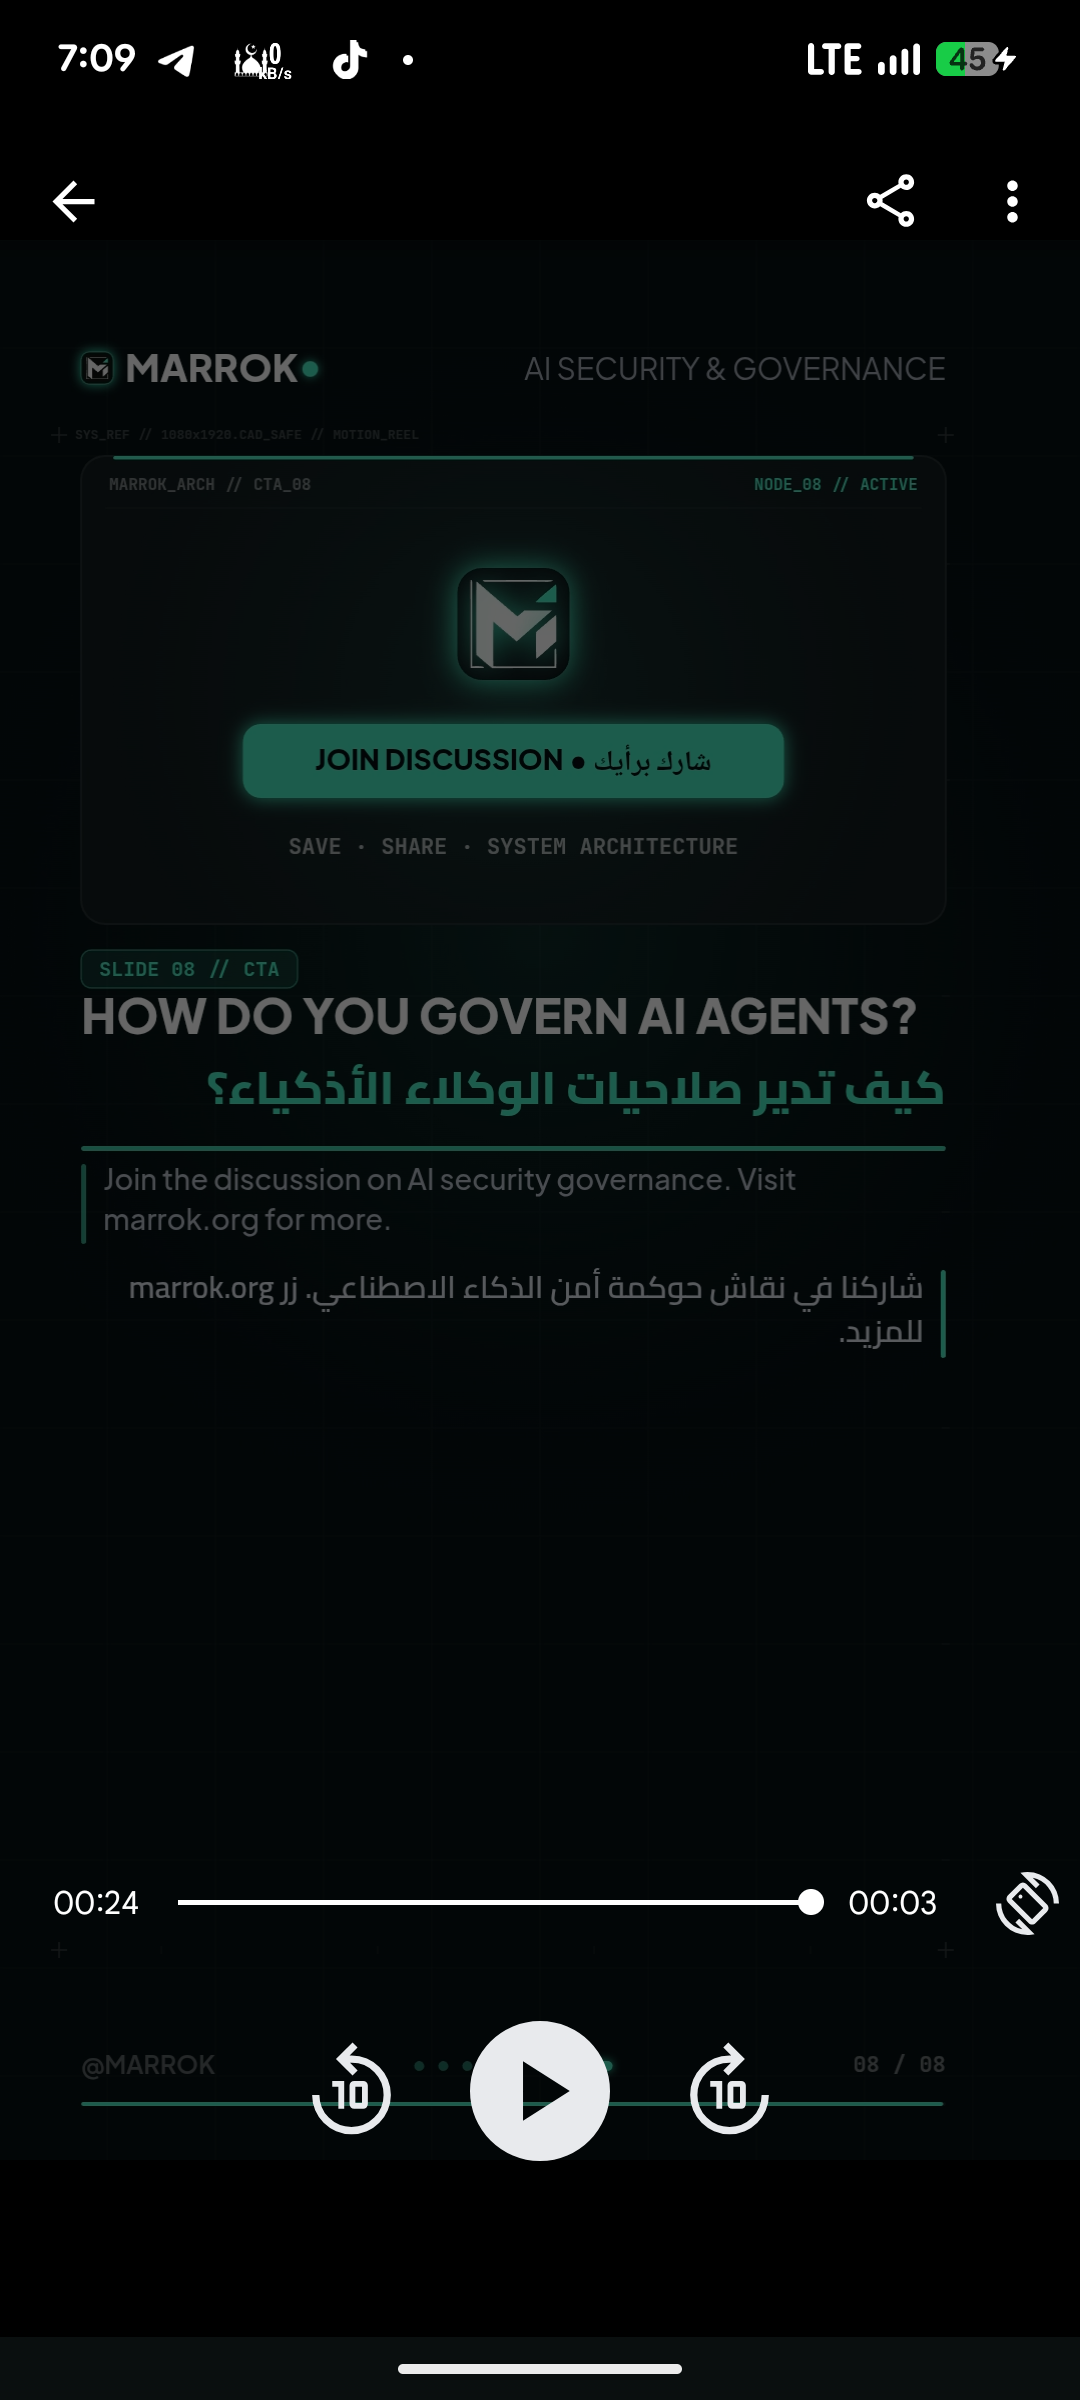 7:09
0
KB/s
LTE
45
MARROK
AI SECURITY & GOVERNANCE
SYS_REF // 1080x1920.CAD_SAFE // MOTION_REEL
MARROK_ARCH // CTA_08
NODE_08 // ACTIVE
JOIN DISCUSSION ● شارك برأيك
SAVE · SHARE · SYSTEM ARCHITECTURE
SLIDE 08 // CTA
HOW DO YOU GOVERN AI AGENTS?
كيف تدير صلاحيات الوكلاء الأذكياء؟
Join the discussion on AI security governance. Visit
marrok.org for more.
شاركنا في نقاش حوكمة أمن الذكاء الاصطناعي. زر marrok.org
للمزيد.
00:24
00:03
@MARROK
08 / 08
10
10